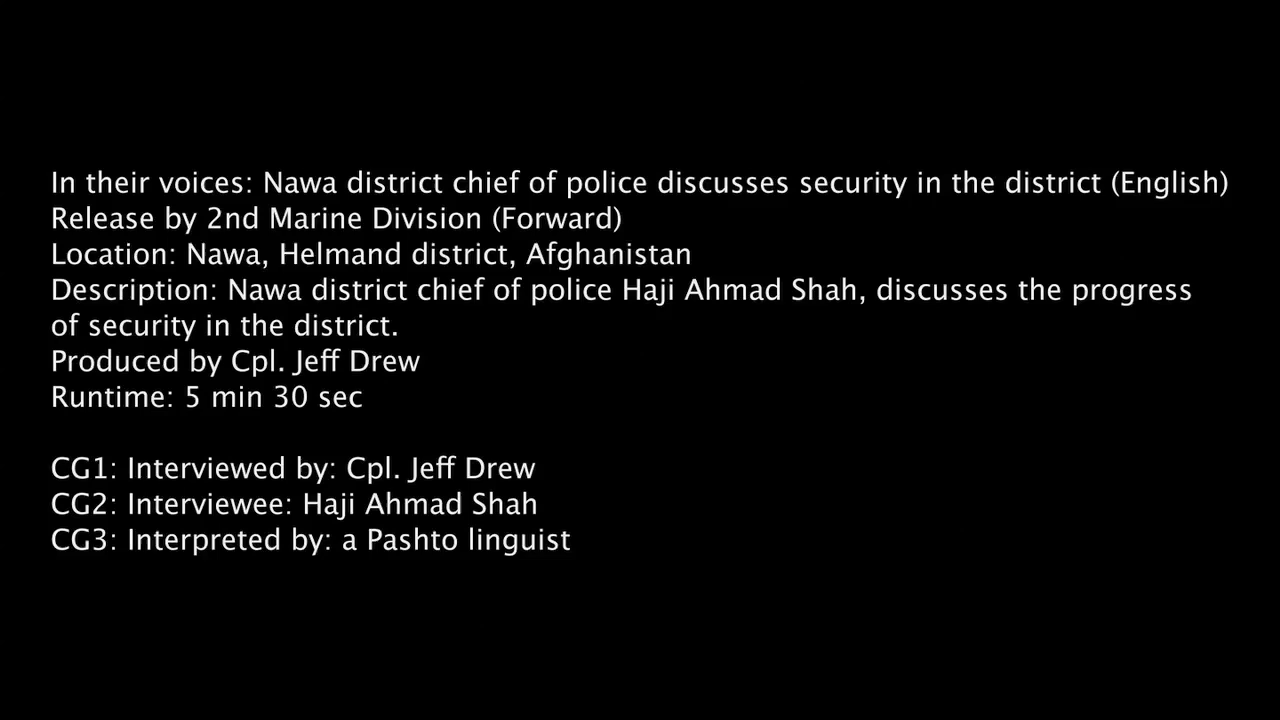 In their voices: Nawa district chief of police discusses security in the district (English)
Release by 2nd Marine Division (Forward)
Location: Nawa, Helmand district, Afghanistan
Description: Nawa district chief of police Haji Ahmad Shah, discusses the progress
of security in the district.
Produced by Cpl. Jeff Drew
Runtime: 5 min 30 sec
CG1: Interviewed by: Cpl. Jeff Drew
CG2: Interviewee: Haji Ahmad Shah
CG3: Interpreted by: a Pashto linguist